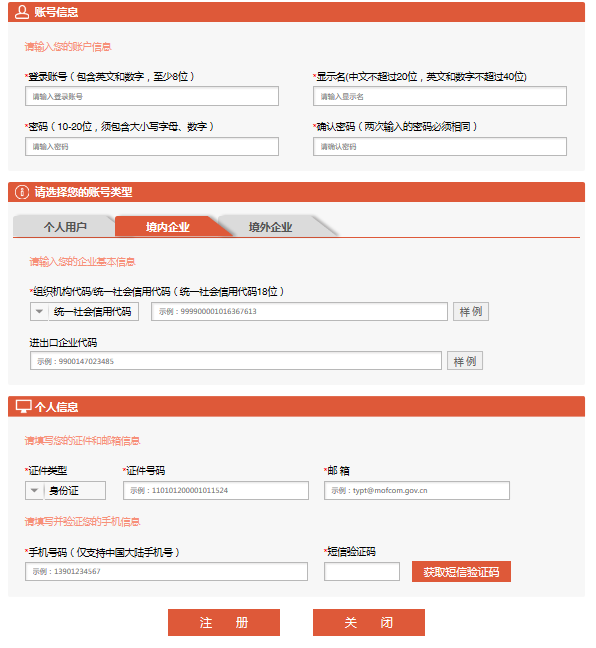 账号信息
请输入您的账户信息
*登录账号（包含英文和数字，至少8位） *显示名(中文不超过20位，英文和数字不超过40位)
请输入登录账号 请输入显示名
*密码（10-20位，须包含大小写字母、数字） *确认密码（两次输入的密码必须相同）
请输入密码 请确认密码
请选择您的账号类型
个人用户 境内企业 境外企业
请输入您的企业基本信息
*组织机构代码/统一社会信用代码（统一社会信用代码18位）
统一社会信用代码 示例：999900001016367613 样 例
进出口企业代码
示例：9900147023485 样 例
个人信息
请填写您的证件和邮箱信息
*证件类型 *证件号码 *邮 箱
身份证 示例：110101200001011524 示例：typt@mofcom.gov.cn
请填写并验证您的手机信息
*手机号码（仅支持中国大陆手机号） *短信验证码
示例：13901234567 获取短信验证码
注 册 关 闭